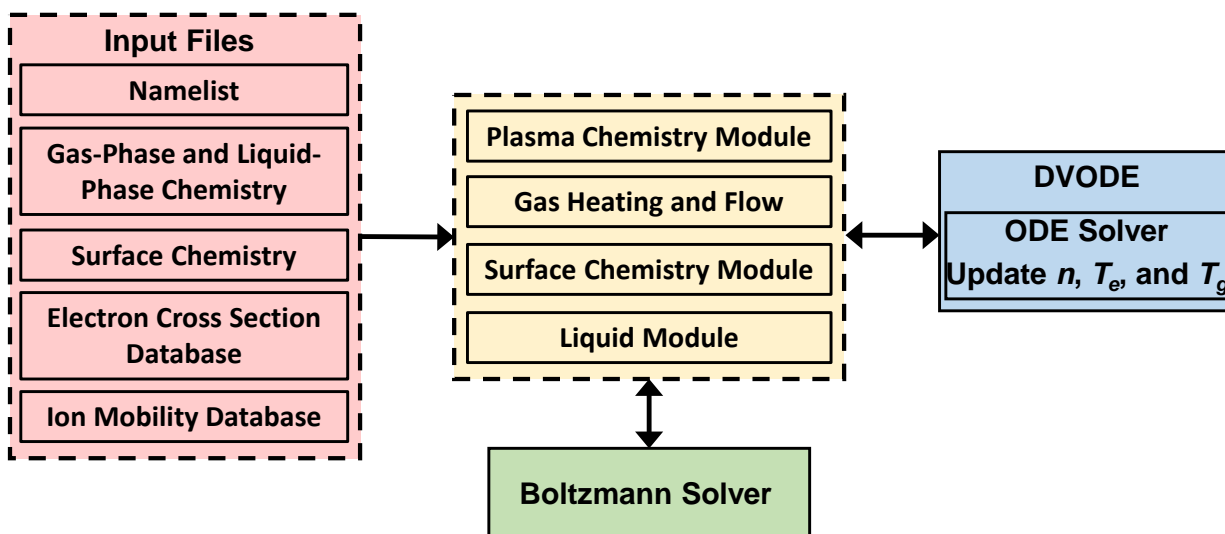 Input Files
Namelist
Gas-Phase and Liquid-
Phase Chemistry
Surface Chemistry
Electron Cross Section
Database
Ion Mobility Database
Plasma Chemistry Module
Gas Heating and Flow
Surface Chemistry Module
Liquid Module
Boltzmann Solver
DVODE
ODE Solver
Update n, Te, and Tg